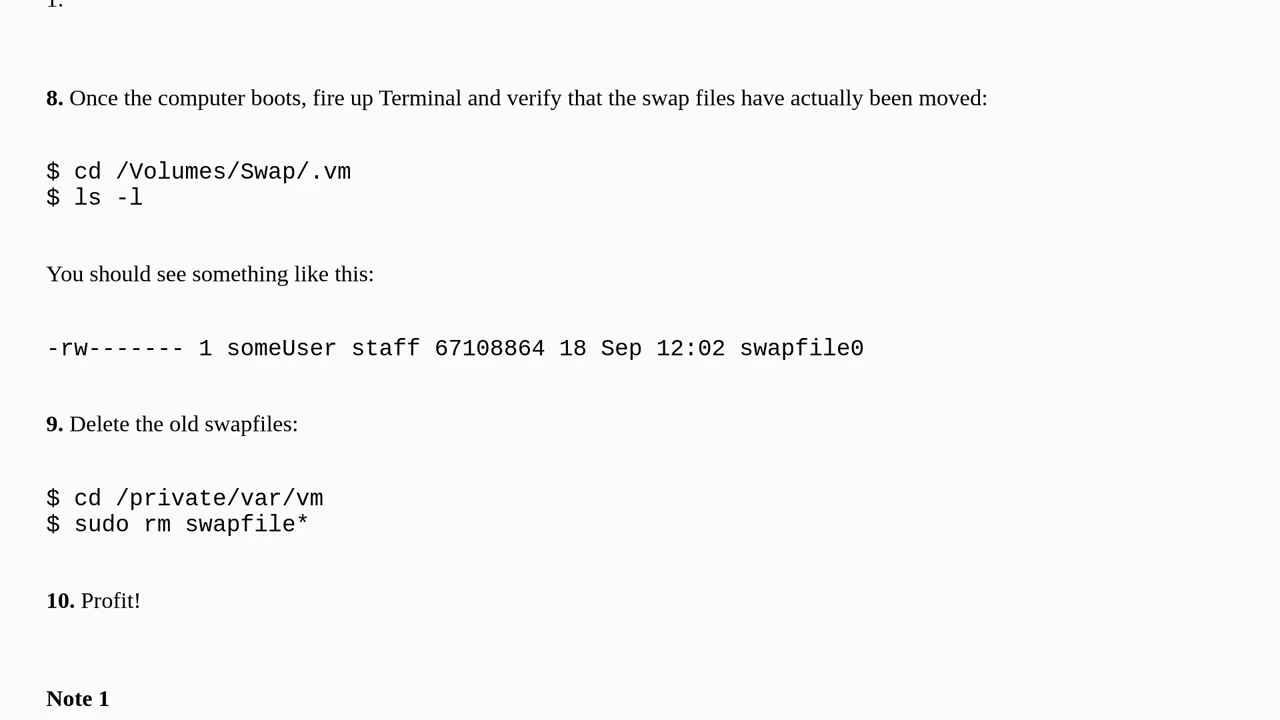 1.
8. Once the computer boots, fire up Terminal and verify that the swap files have actually been moved:
$ cd /Volumes/Swap/.vm
$ ls -l
You should see something like this:
-rw------- 1 someUser staff 67108864 18 Sep 12:02 swapfile0
9. Delete the old swapfiles:
$ cd /private/var/vm
$ sudo rm swapfile*
10. Profit!
Note 1